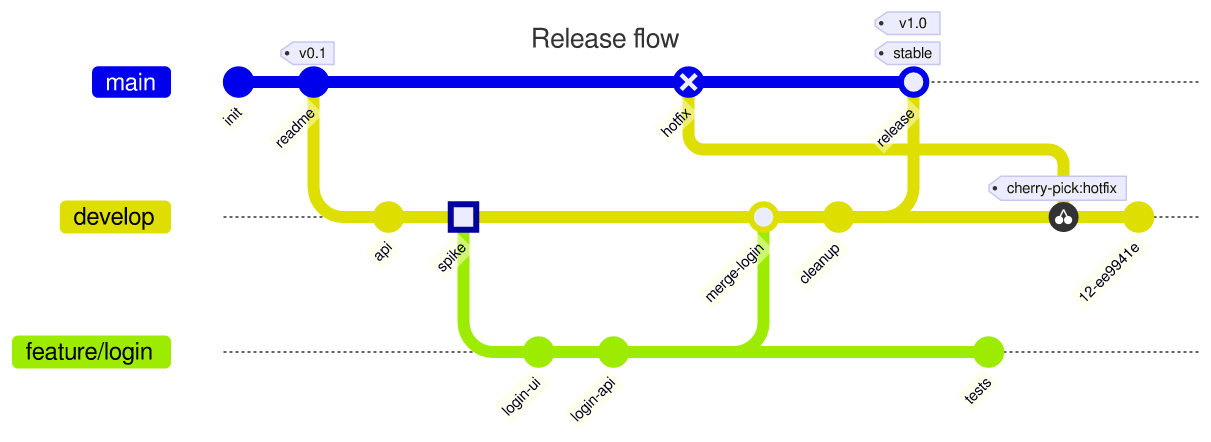 Release flow
v1.0
v0.1
stable
main
init
readme
hotfix
release
cherry-pick:hotfix
develop
api
spike
merge-login
cleanup
12-ee9941e
feature/login
login-ui
login-api
tests